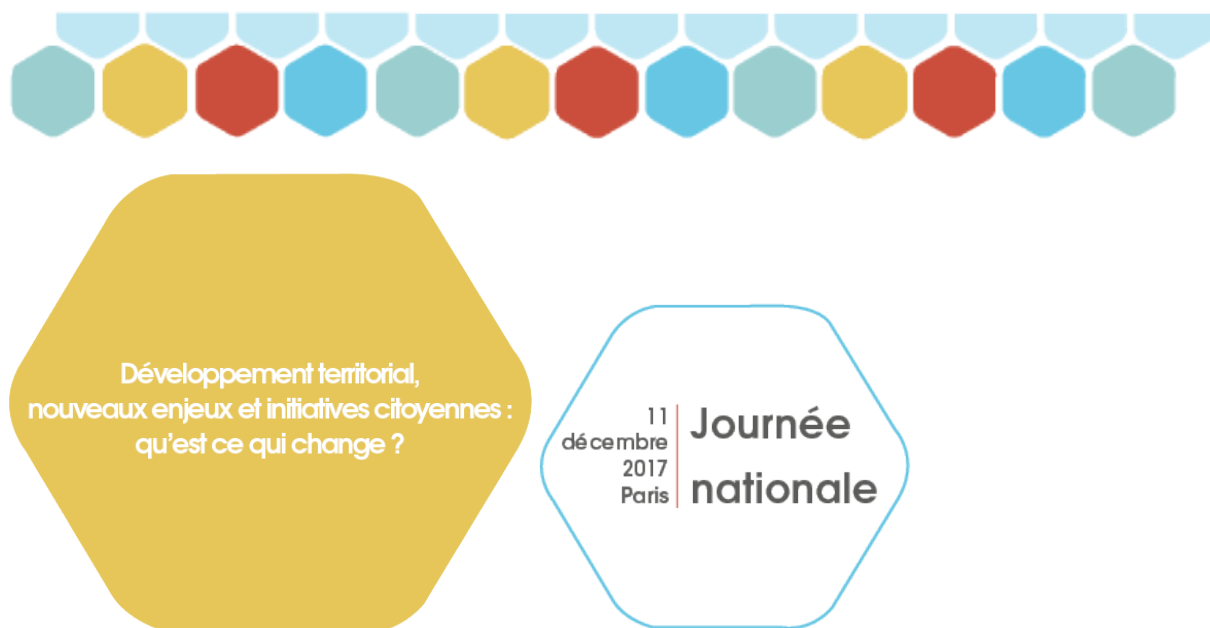 Développement territorial,
nouveaux enjeux et initiatives citoyennes :
qu'est ce qui change ?
11
décembre
2017
Paris
Journée
nationale